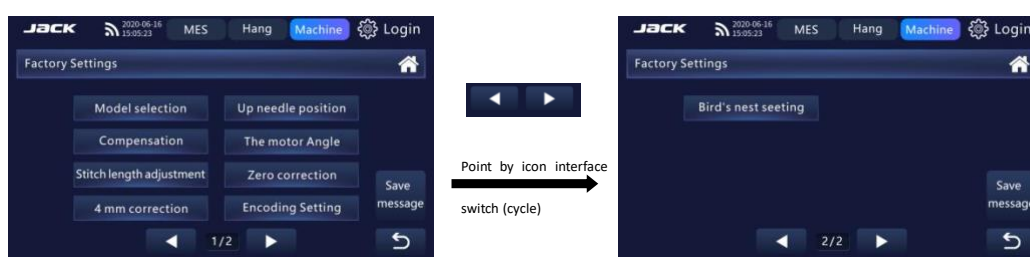 JACK 2020-06-16 15:05:23 MES Hang Machine Login
Factory Settings
Model selection Up needle position
Compensation The motor Angle
Stitch length adjustment Zero correction
4 mm correction Encoding Setting
Save
message
1/2
Point by icon interface
switch (cycle)
JACK 2020-06-16 15:05:23 MES Hang Machine Login
Factory Settings
Bird's nest seeting
Save
message
2/2